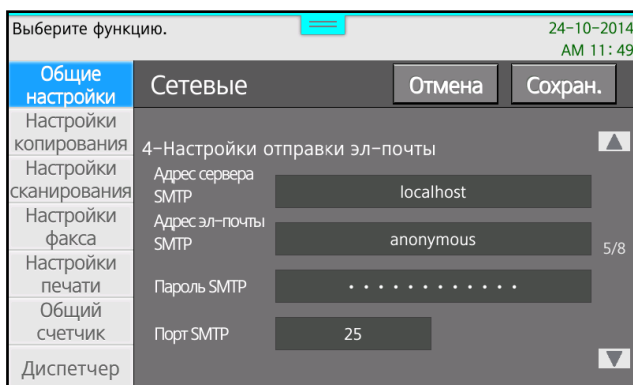 Выберите функцию.
24-10-2014
AM 11:49
Общие
настройки
Настройки
копирования
Настройки
сканирования
Настройки
факса
Настройки
печати
Общий
счетчик
Диспетчер
Сетевые
Отмена
Сохран.
4-Настройки отправки эл-почты
Адрес сервера
SMTP
localhost
Адрес эл-почты
SMTP
anonymous
5/8
Пароль SMTP
············
Порт SMTP
25